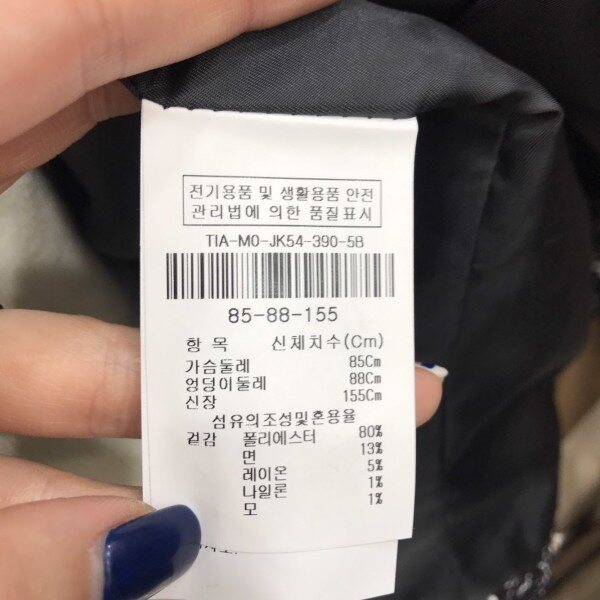 전기용품 및 생활용품 안전
관리법에 의한 품질표시
TIA-MO-JK54-390-5B
85-88-155
항 목 신체치수(Cm)
가슴둘레 85Cm
엉덩이둘레 88Cm
신장 155Cm
섬유의조성및혼용율
겉감 폴리에스터 80%
면 13%
레이온 5%
나일론 1%
모 1%